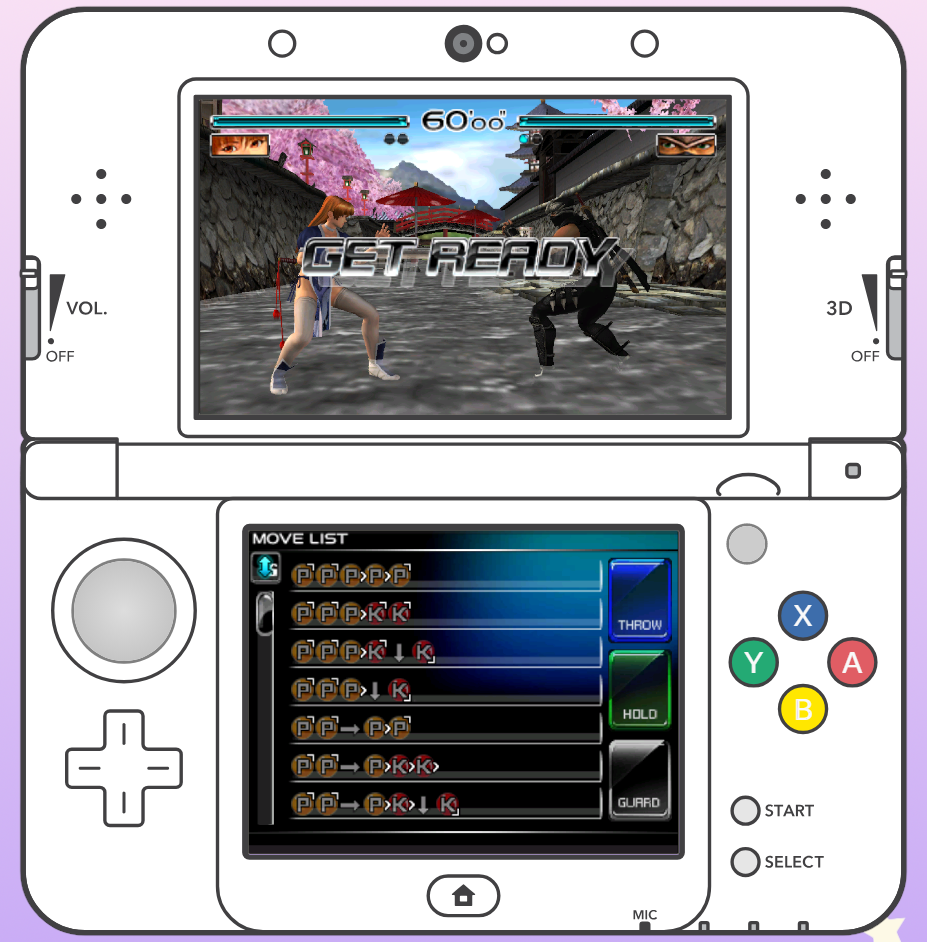 60'00"
GET READY
VOL.
OFF
3D
OFF
MOVE LIST
S
P P P › P › P
P P P › K K
P P P › K ↓ K
P P P › ↓ K
P P → P › P
P P → P › K › K ›
P P → P › K › ↓ K
THROW
HOLD
GUARD
X
Y
A
B
START
SELECT
MIC